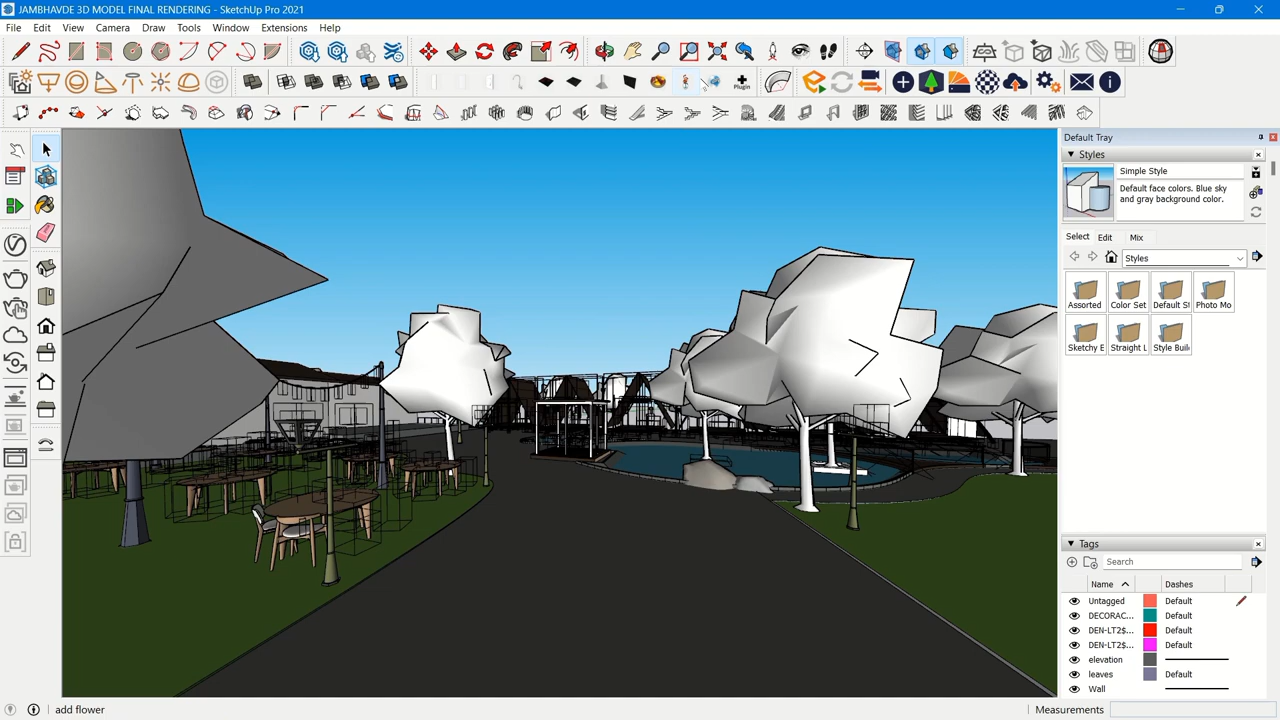 JAMBHAVDE 3D MODEL FINAL RENDERING - SketchUp Pro 2021
File Edit View Camera Draw Tools Window Extensions Help
Plugin
Default Tray
Styles
Simple Style
Default face colors. Blue sky
and gray background color.
Select Edit Mix
Styles
Assorted Color Set Default St Photo Mo
Sketchy E Straight L Style Buil
Tags
Search
Name Dashes
Untagged Default
DECORAC... Default
DEN-LT2$... Default
DEN-LT2$... Default
elevation
leaves Default
Wall
add flower
Measurements